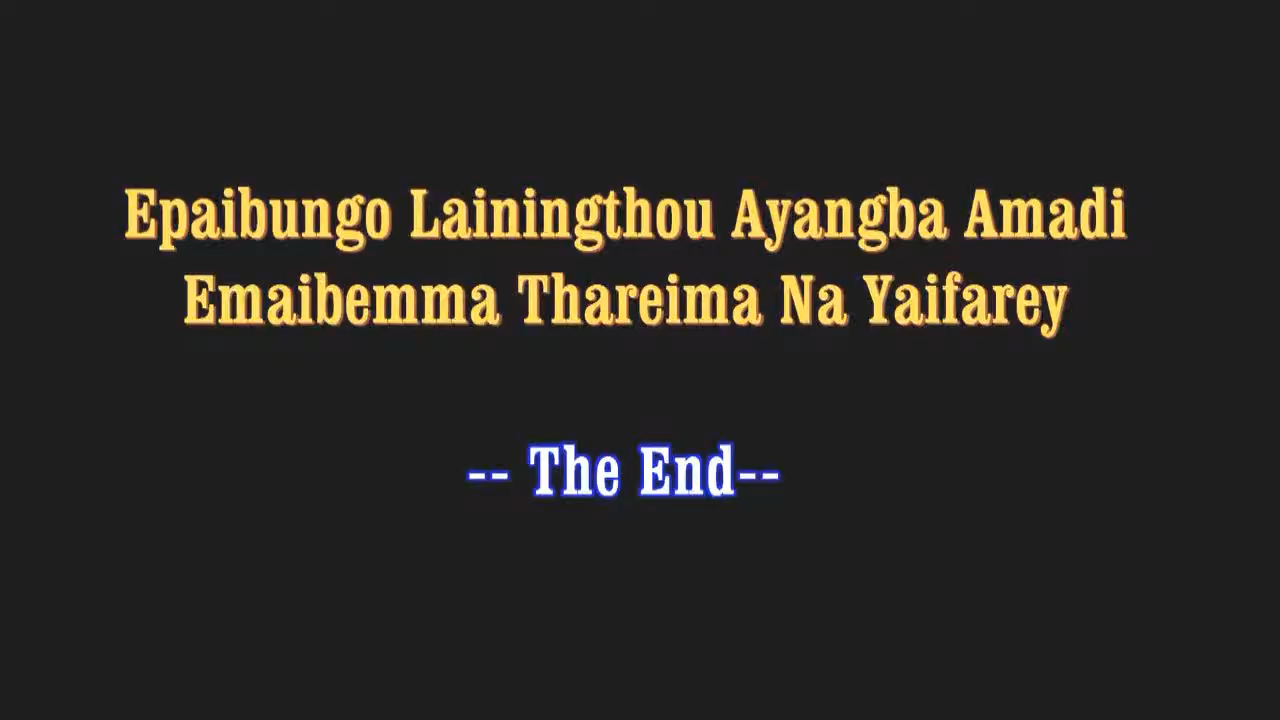 Epaibungo Lainingthou Ayangba Amadi
Emaibemma Thareima Na Yaifarey
-- The End--